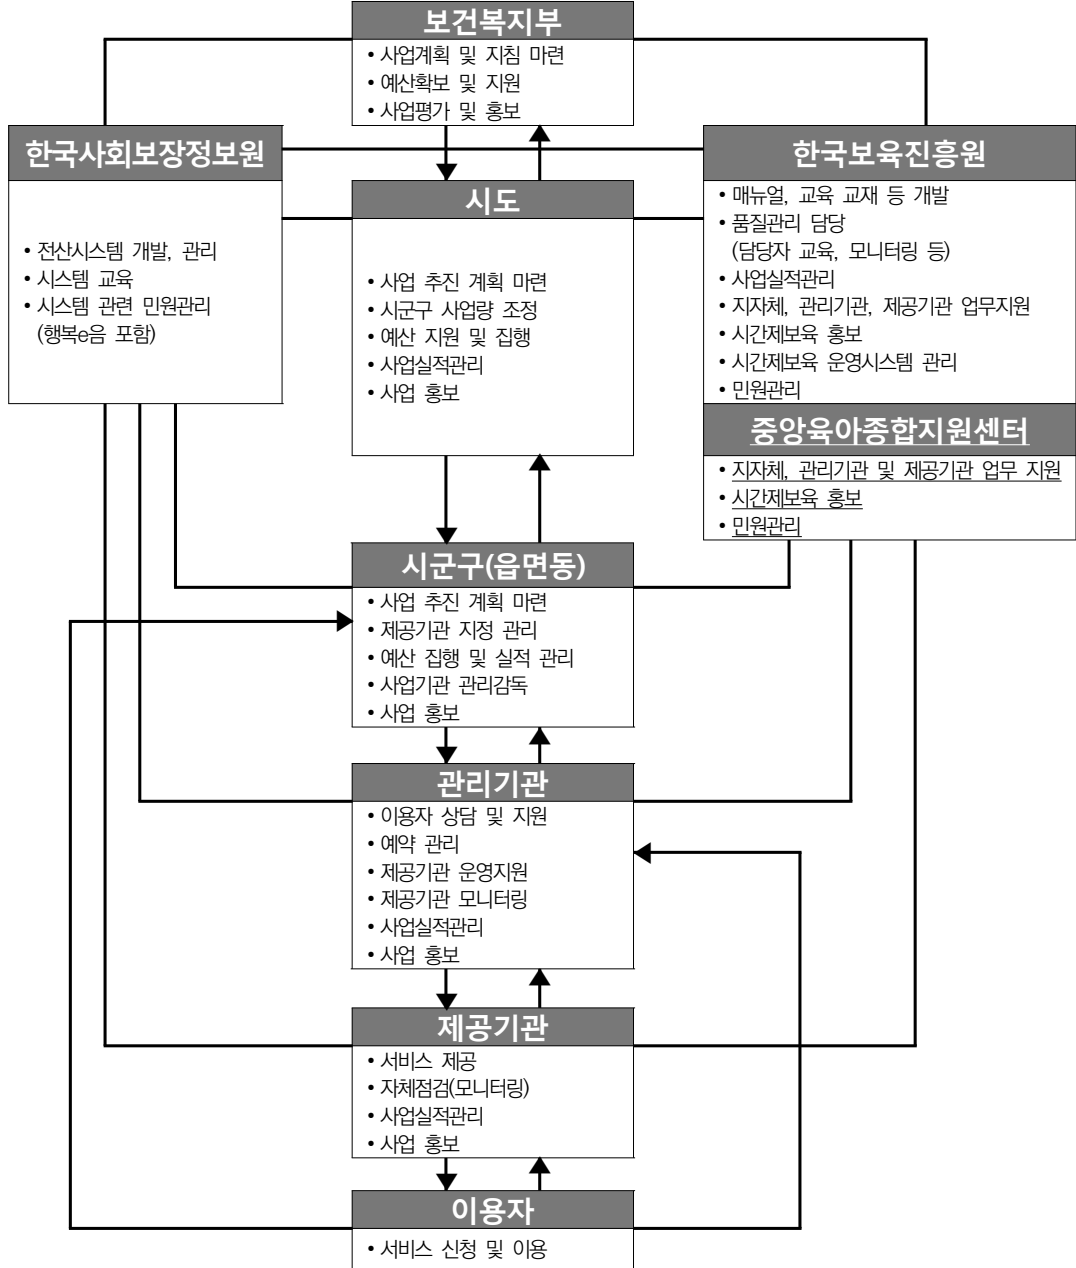 보건복지부
• 사업계획 및 지침 마련
• 예산확보 및 지원
• 사업평가 및 홍보
한국사회보장정보원
• 전산시스템 개발, 관리
• 시스템 교육
• 시스템 관련 민원관리
(행복e음 포함)
시도
• 사업 추진 계획 마련
• 시군구 사업량 조정
• 예산 지원 및 집행
• 사업실적관리
• 사업 홍보
한국보육진흥원
• 매뉴얼, 교육 교재 등 개발
• 품질관리 담당
(담당자 교육, 모니터링 등)
• 사업실적관리
• 지자체, 관리기관, 제공기관 업무지원
• 시간제보육 홍보
• 시간제보육 운영시스템 관리
• 민원관리
중앙육아종합지원센터
• 지자체, 관리기관 및 제공기관 업무 지원
• 시간제보육 홍보
• 민원관리
시군구(읍면동)
• 사업 추진 계획 마련
• 제공기관 지정 관리
• 예산 집행 및 실적 관리
• 사업기관 관리감독
• 사업 홍보
관리기관
• 이용자 상담 및 지원
• 예약 관리
• 제공기관 운영지원
• 제공기관 모니터링
• 사업실적관리
• 사업 홍보
제공기관
• 서비스 제공
• 자체점검(모니터링)
• 사업실적관리
• 사업 홍보
이용자
• 서비스 신청 및 이용